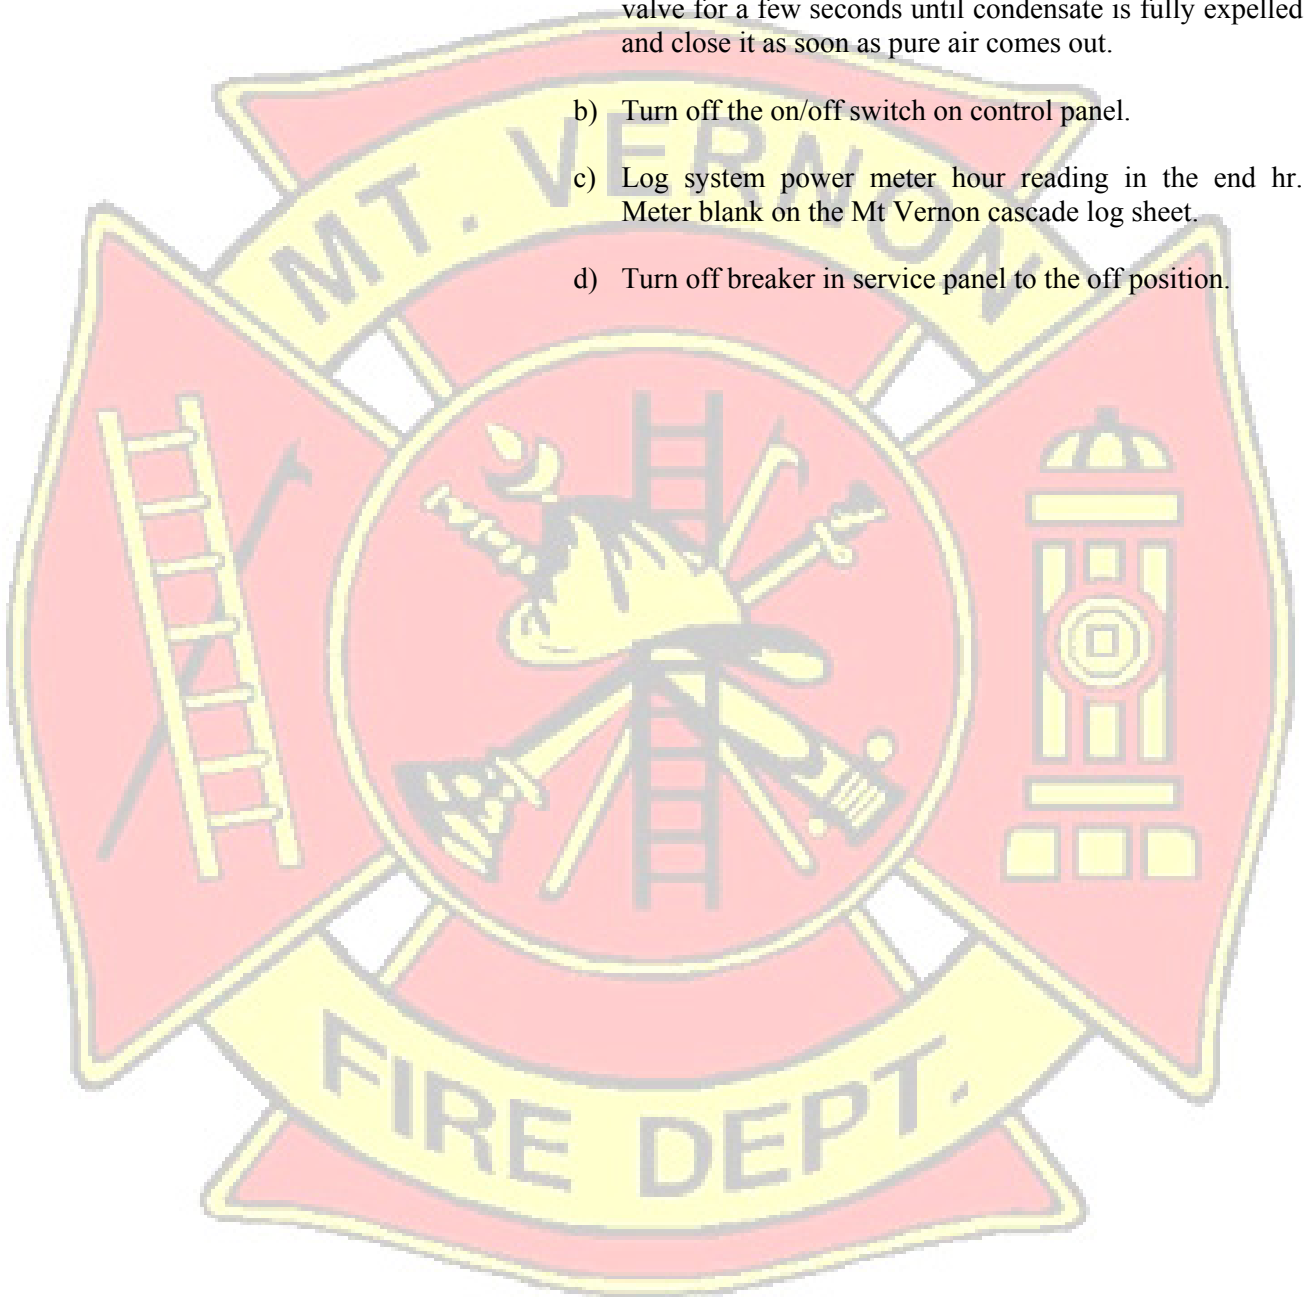 valve for a few seconds until condensate is fully expelled
and close it as soon as pure air comes out.
b) Turn off the on/off switch on control panel.
c) Log system power meter hour reading in the end hr.
Meter blank on the Mt Vernon cascade log sheet.
d) Turn off breaker in service panel to the off position.
MT. VERNON
FIRE DEPT.